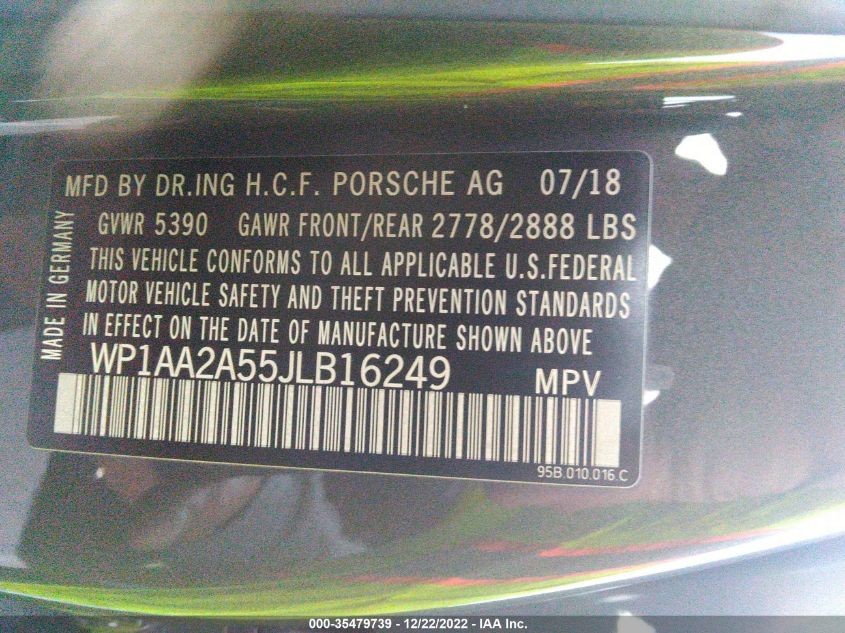 MFD BY DR.ING H.C.F. PORSCHE AG 07/18
GVWR 5390 GAWR FRONT/REAR 2778/2888 LBS
THIS VEHICLE CONFORMS TO ALL APPLICABLE U.S.FEDERAL
MOTOR VEHICLE SAFETY AND THEFT PREVENTION STANDARDS
IN EFFECT ON THE DATE OF MANUFACTURE SHOWN ABOVE
WP1AA2A55JLB16249 MPV
95B.010.016.C
MADE IN GERMANY
000-35479739 - 12/22/2022 - IAA Inc.